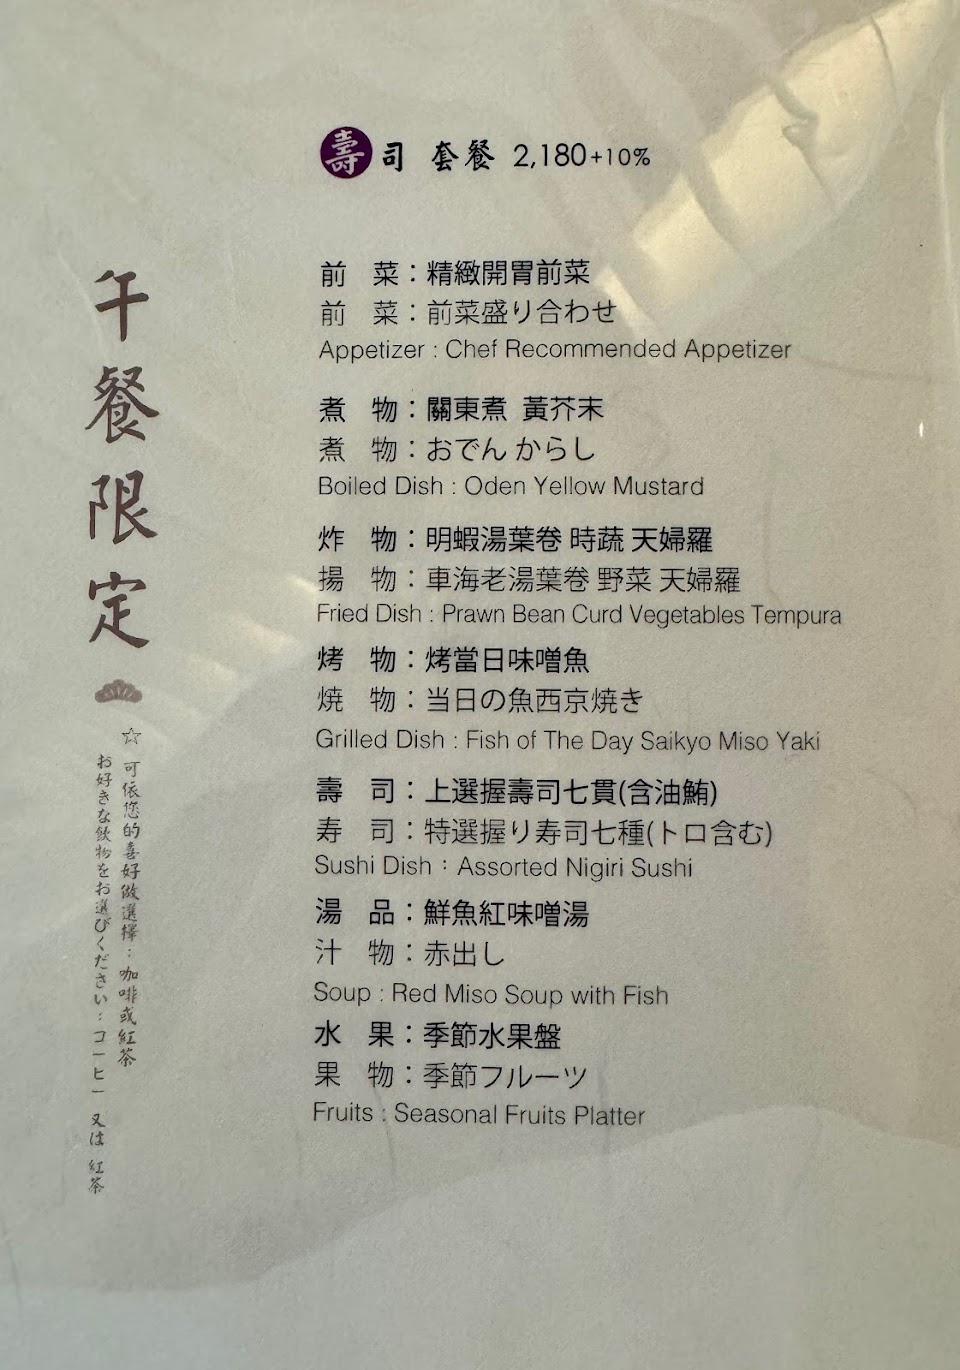 壽司 套餐 2,180+10%
前 菜：精緻開胃前菜
前 菜：前菜盛り合わせ
Appetizer : Chef Recommended Appetizer
煮 物：關東煮 黃芥末
煮 物：おでん からし
Boiled Dish : Oden Yellow Mustard
炸 物：明蝦湯葉卷 時蔬 天婦羅
揚 物：車海老湯葉卷 野菜 天婦羅
Fried Dish : Prawn Bean Curd Vegetables Tempura
烤 物：烤當日味噌魚
焼 物：当日の魚西京焼き
Grilled Dish : Fish of The Day Saikyo Miso Yaki
壽 司：上選握壽司七貫(含油鮪)
寿 司：特選握り寿司七種(トロ含む)
Sushi Dish：Assorted Nigiri Sushi
湯 品：鮮魚紅味噌湯
汁 物：赤出し
Soup : Red Miso Soup with Fish
水 果：季節水果盤
果 物：季節フルーツ
Fruits : Seasonal Fruits Platter
午餐限定
☆可依您的喜好做選擇：咖啡或紅茶
お好きな飲物をお選びください：コーヒー 又は 紅茶